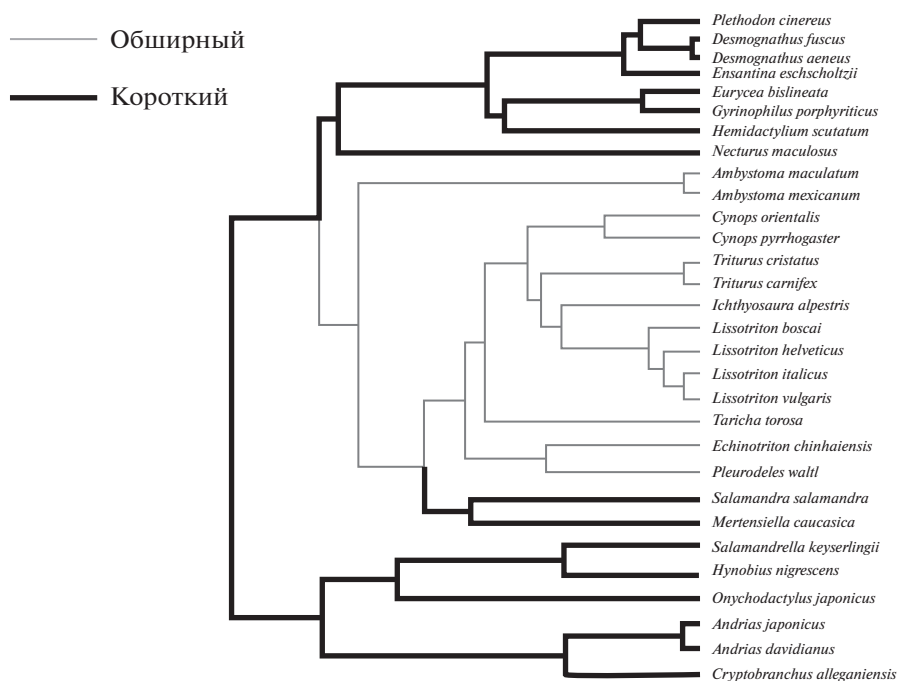 Обширный
Короткий
Plethodon cinereus
Desmognathus fuscus
Desmognathus aeneus
Ensantina eschscholtzii
Eurycea bislineata
Gyrinophilus porphyriticus
Hemidactylium scutatum
Necturus maculosus
Ambystoma maculatum
Ambystoma mexicanum
Cynops orientalis
Cynops pyrrhogaster
Triturus cristatus
Triturus carnifex
Ichthyosaura alpestris
Lissotriton boscai
Lissotriton helveticus
Lissotriton italicus
Lissotriton vulgaris
Taricha torosa
Echinotriton chinhaiensis
Pleurodeles waltl
Salamandra salamandra
Mertensiella caucasica
Salamandrella keyserlingii
Hynobius nigrescens
Onychodactylus japonicus
Andrias japonicus
Andrias davidianus
Cryptobranchus alleganiensis